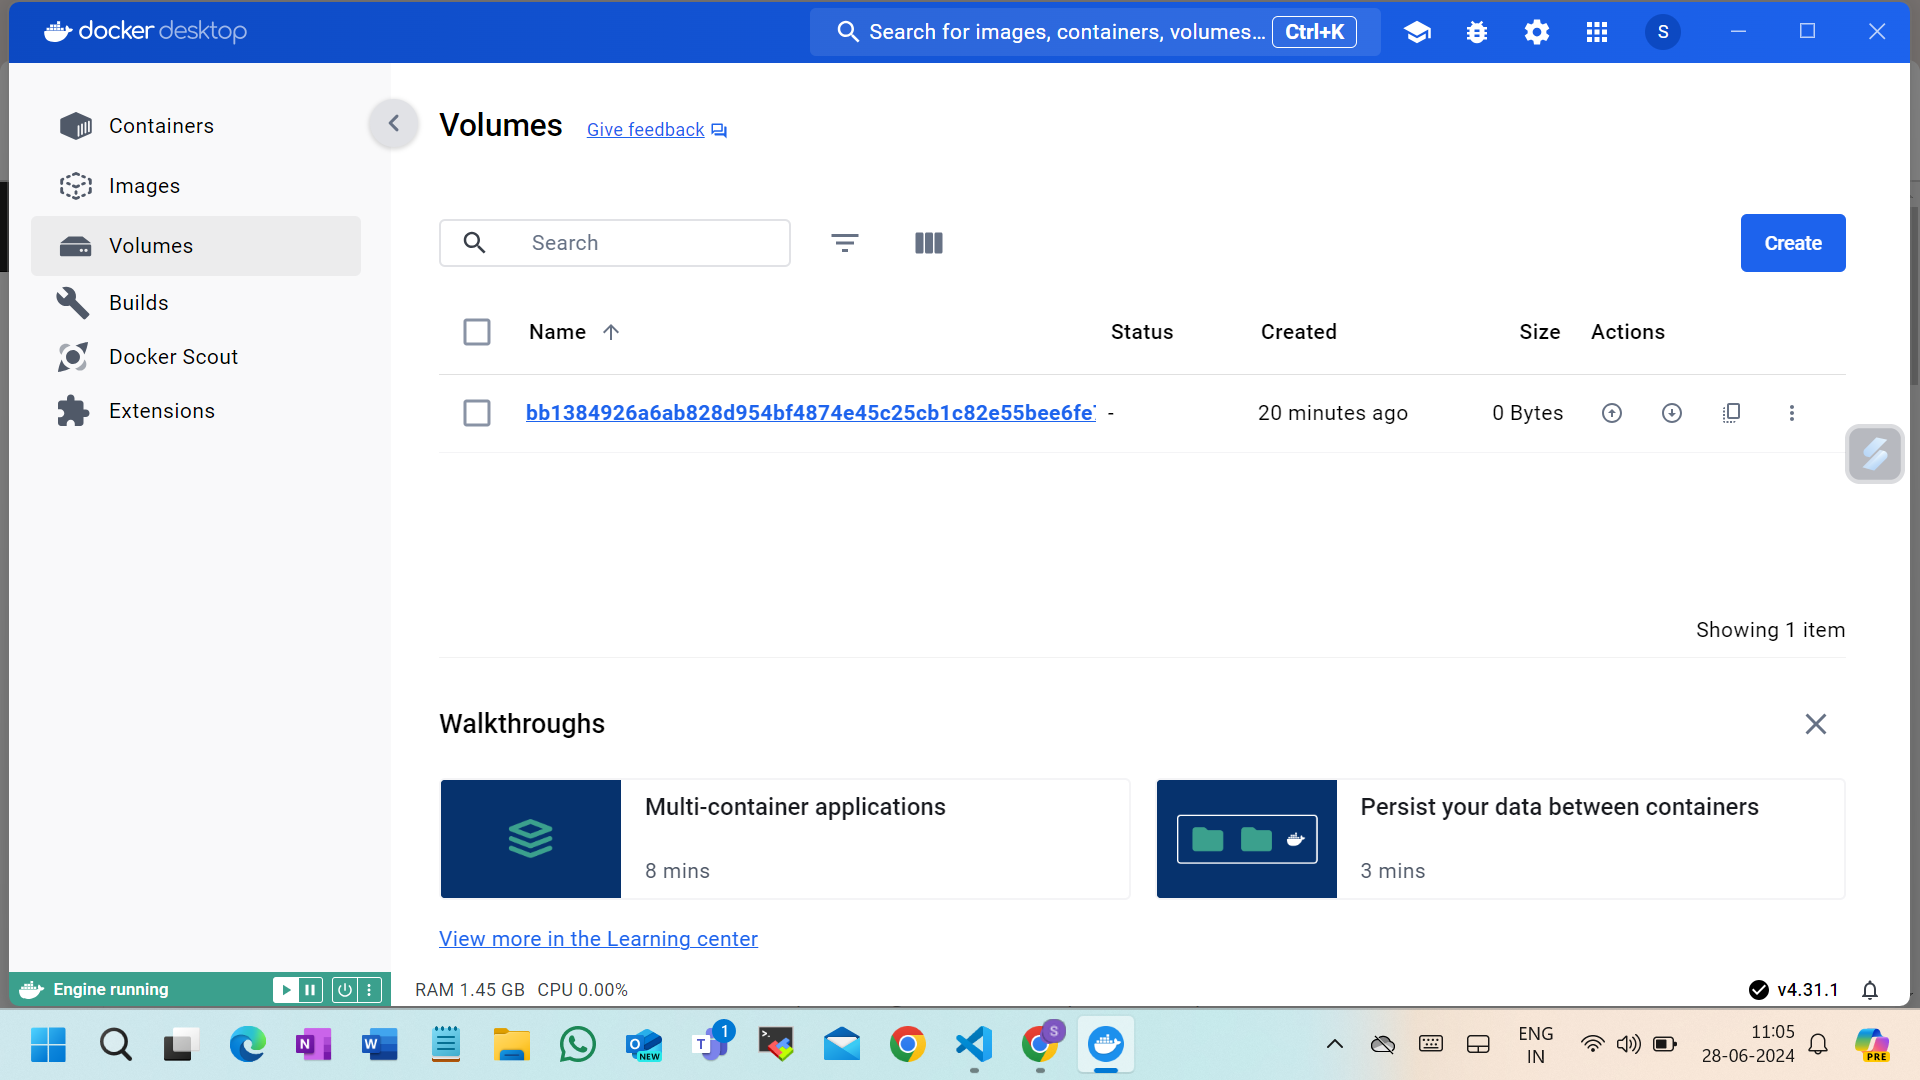 docker desktop
Search for images, containers, volumes... Ctrl+K
S
Containers
Images
Volumes
Builds
Docker Scout
Extensions
Volumes Give feedback
Search
Create
Name Status Created Size Actions
bb1384926a6ab828d954bf4874e45c25cb1c82e55bee6fe7 - 20 minutes ago 0 Bytes
Showing 1 item
Walkthroughs
Multi-container applications
8 mins
Persist your data between containers
3 mins
View more in the Learning center
Engine running
RAM 1.45 GB CPU 0.00%
v4.31.1
N
W
O
NEW
T
1
S
ENG
IN
11:05
28-06-2024
PRE